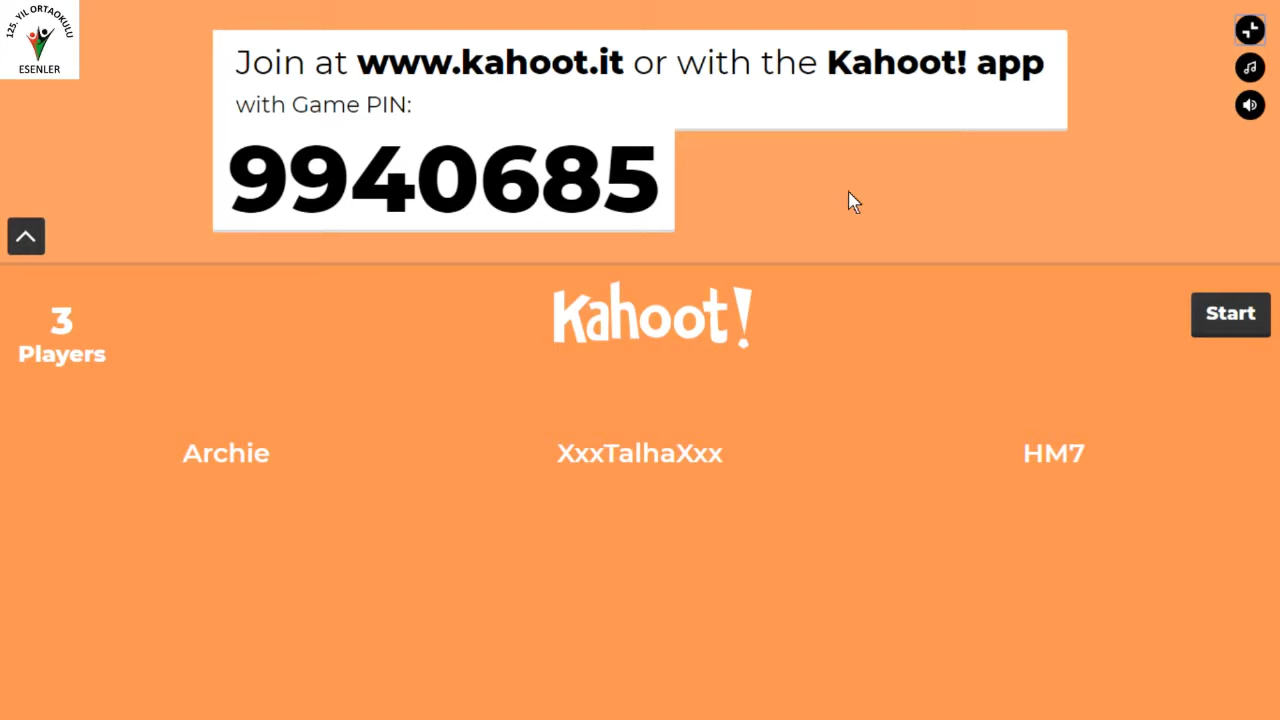 125. YIL ORTAOKULU
ESENLER
Join at www.kahoot.it or with the Kahoot! app
with Game PIN:
9940685
3
Players
Kahoot!
Start
Archie
XxxTalhaXxx
HM7